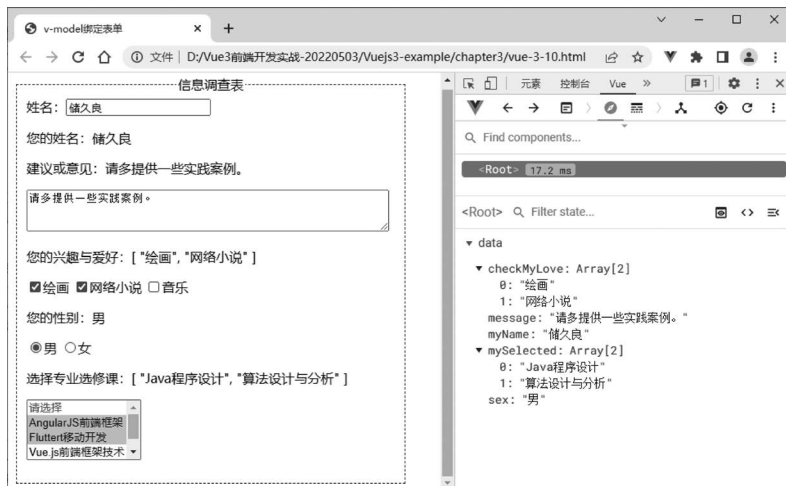 v-model绑定表单
文件 | D:/Vue3前端开发实战-20220503/Vuejs3-example/chapter3/vue-3-10.html
信息调查表
姓名： 储久良
您的姓名：储久良
建议或意见：请多提供一些实践案例。
请多提供一些实践案例。
您的兴趣与爱好：[ "绘画", "网络小说" ]
绘画 网络小说 音乐
您的性别：男
男 女
选择专业选修课：[ "Java程序设计", "算法设计与分析" ]
请选择
AngularJS前端框架
Fluttert移动开发
Vue.js前端框架技术
元素 控制台 Vue » 1
Find components...
<Root> 17.2 ms
<Root> Filter state...
data
checkMyLove: Array[2]
0: "绘画"
1: "网络小说"
message: "请多提供一些实践案例。"
myName: "储久良"
mySelected: Array[2]
0: "Java程序设计"
1: "算法设计与分析"
sex: "男"